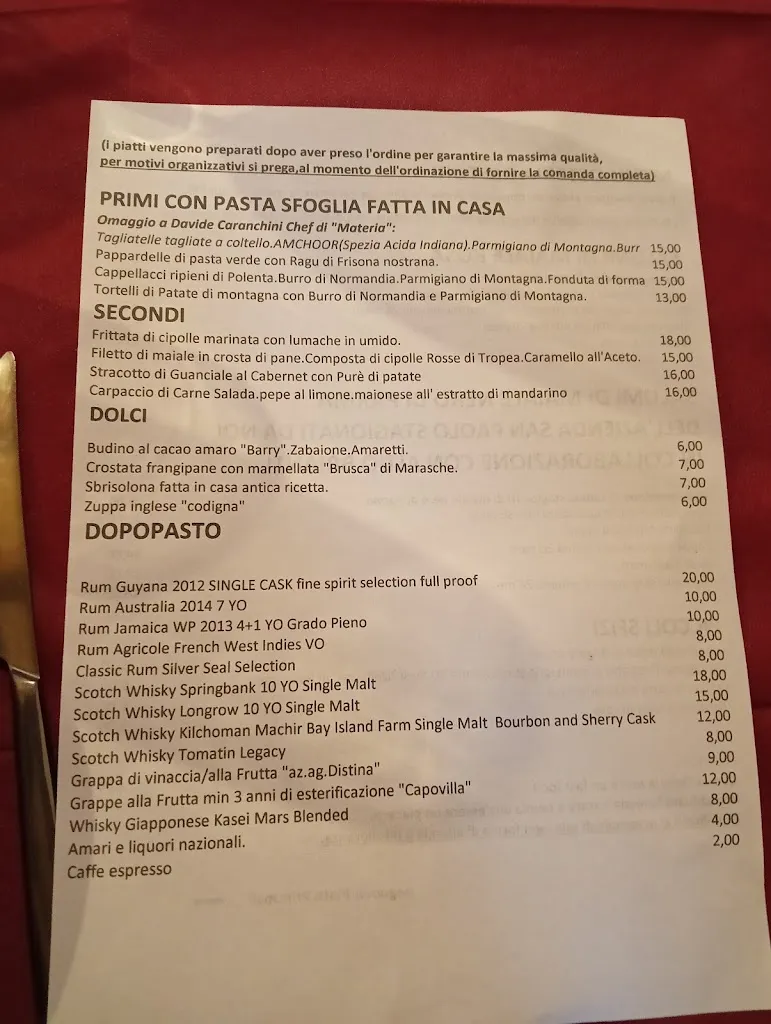 (i piatti vengono preparati dopo aver preso l'ordine per garantire la massima qualità,
per motivi organizzativi si prega,al momento dell'ordinazione di fornire la comanda completa)
PRIMI CON PASTA SFOGLIA FATTA IN CASA
Omaggio a Davide Caranchini Chef di "Materia":
Tagliatelle tagliate a coltello.AMCHOOR(Spezia Acida Indiana).Parmigiano di Montagna.Burr 15,00
Pappardelle di pasta verde con Ragu di Frisona nostrana. 15,00
Cappellacci ripieni di Polenta.Burro di Normandia.Parmigiano di Montagna.Fonduta di forma 15,00
Tortelli di Patate di montagna con Burro di Normandia e Parmigiano di Montagna. 13,00
SECONDI
Frittata di cipolle marinata con lumache in umido. 18,00
Filetto di maiale in crosta di pane.Composta di cipolle Rosse di Tropea.Caramello all'Aceto. 15,00
Stracotto di Guanciale al Cabernet con Purè di patate 16,00
Carpaccio di Carne Salada.pepe al limone.maionese all' estratto di mandarino 16,00
DOLCI
Budino al cacao amaro "Barry".Zabaione.Amaretti. 6,00
Crostata frangipane con marmellata "Brusca" di Marasche. 7,00
Sbrisolona fatta in casa antica ricetta. 7,00
Zuppa inglese "codigna" 6,00
DOPOPASTO
Rum Guyana 2012 SINGLE CASK fine spirit selection full proof 20,00
Rum Australia 2014 7 YO 10,00
Rum Jamaica WP 2013 4+1 YO Grado Pieno 10,00
Rum Agricole French West Indies VO 8,00
Classic Rum Silver Seal Selection 8,00
Scotch Whisky Springbank 10 YO Single Malt 18,00
Scotch Whisky Longrow 10 YO Single Malt 15,00
Scotch Whisky Kilchoman Machir Bay Island Farm Single Malt Bourbon and Sherry Cask 12,00
Scotch Whisky Tomatin Legacy 8,00
Grappa di vinaccia/alla Frutta "az.ag.Distina" 9,00
Grappe alla Frutta min 3 anni di esterificazione "Capovilla" 12,00
Whisky Giapponese Kasei Mars Blended 8,00
Amari e liquori nazionali. 4,00
Caffe espresso 2,00